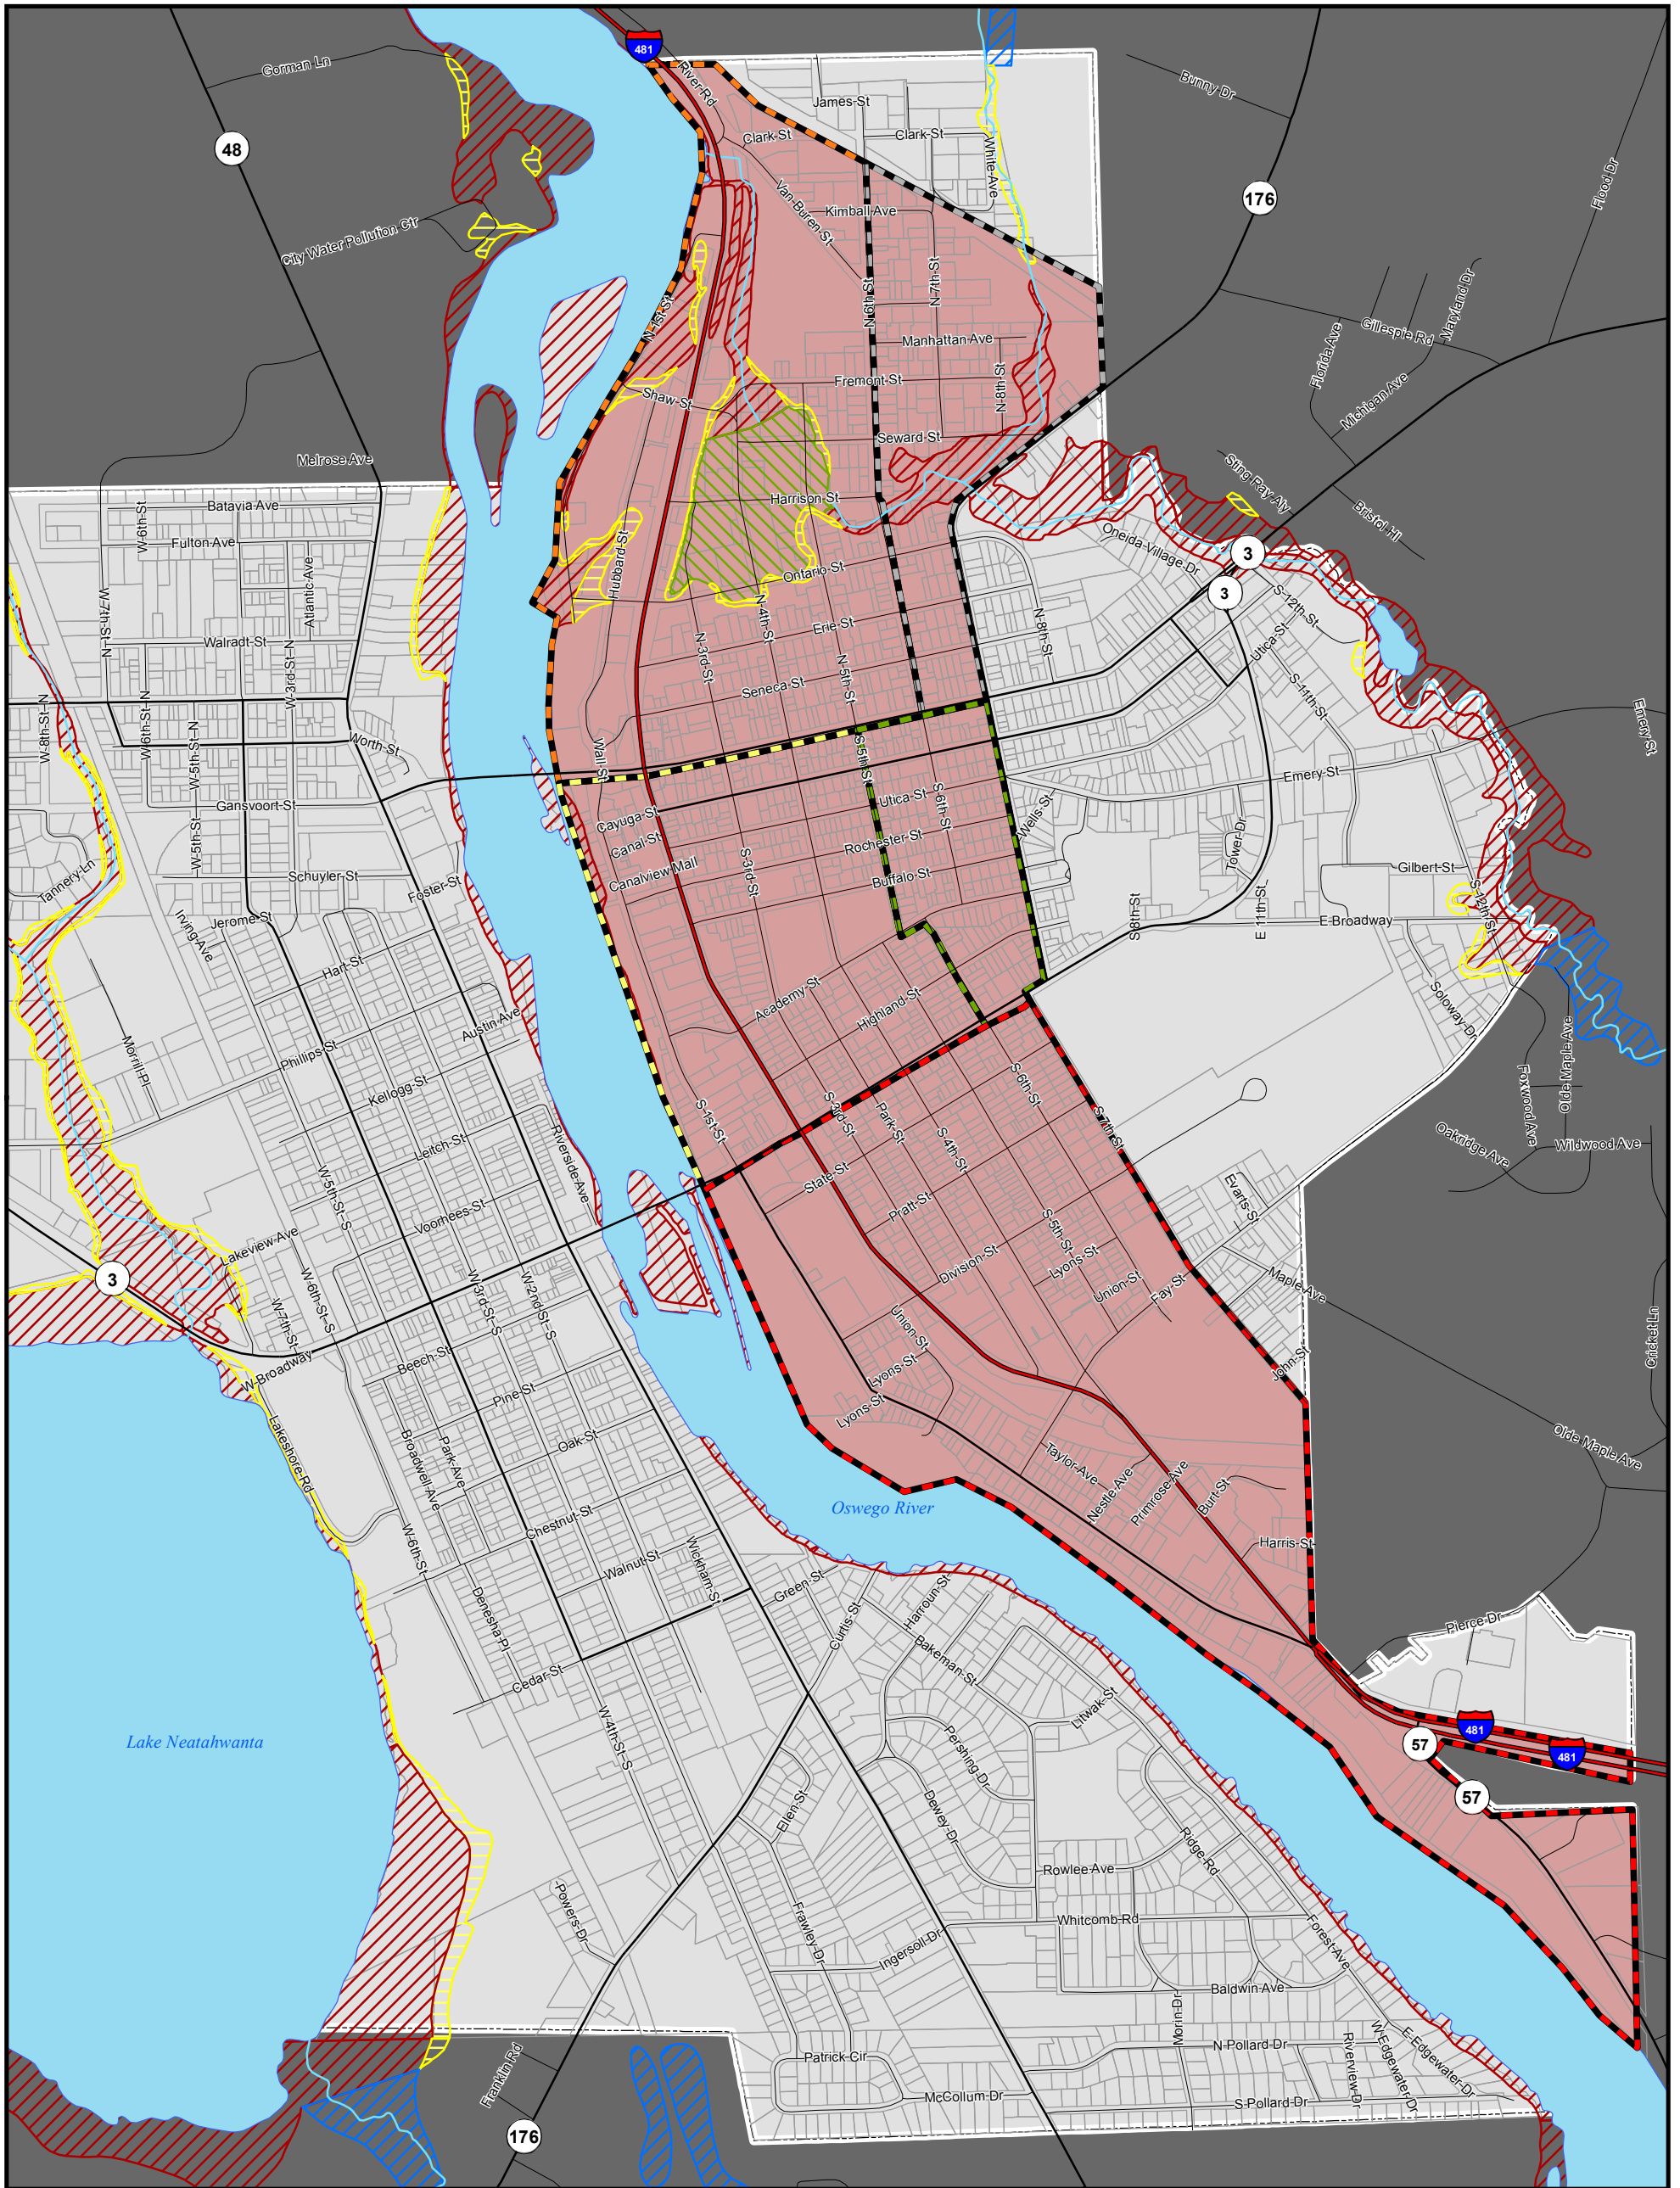 481
River Rd
Gorman Ln
Bunny Dr
James St
Clark St
Clark St
48
White Ave
176
Flood Dr
Van Buren St
Kimball Ave
City Water Pollution Ctr
N 7th St
N 6th St
N 1st St
Maryland Dr
Gillespie Rd
Florida Ave
Manhattan Ave
Michigan Ave
Fremont St
N 8th St
Shaw St
Seward St
Melrose Ave
Sting Ray Aly
Harrison St
Bristol Hl
Batavia Ave
W 6th St
Fulton Ave
Oneida Village Dr
3
Hubbard St
Atlantic Ave
Ontario St
3
S 12th St
W 7th St N
N 4th St
Erie St
N 8th St
Walradt St
N 3rd St
Utica St
W 3rd St N
N 5th St
Seneca St
S 11th St
W 8th St N
W 6th St N
W 5th St N
Emery St
Worth St
Wall St
S 5th St
Emery St
Gansvoort St
Utica St
S 6th St
Cayuga St
Wells St
W 5th St
Canal St
Rochester St
Tower Dr
Canalview Mall
S 3rd St
Buffalo St
Gilbert St
Tannery Ln
Schuyler St
Foster St
S 12th St
Jerome St
S 8th St
E 11th St
E Broadway
Irving Ave
Hart St
Academy St
Highland St
Soloway Dr
Austin Ave
Morrill Pl
Phillips St
Olde Maple Ave
S 6th St
Foxwood Ave
Kellogg St
S 1st St
S 2nd St
Park St
S 7th St
Oakridge Ave
Wildwood Ave
Leitch St
S 4th St
Riverside Ave
State St
Evarts St
W 5th St S
Pratt St
Voorhees St
S 5th St
Lakeview Ave
Division St
Lyons St
3
W 6th St S
Union St
Fay St
Maple Ave
W 3rd St S
W 2nd St S
W 7th St
Union St
Cricket Ln
Beech St
Lyons St
John St
W Broadway
Pine St
Lyons St
Lakeshore Rd
Oak St
Olde Maple Ave
Broadwell Ave
Park Ave
Taylor Ave
Nestle Ave
Primrose Ave
Burt St
Oswego River
Chestnut St
W 6th St
Harris St
Walnut St
Wickham St
Green St
Denesha Pl
Curtis St
Harroun St
Pierce Dr
Bakeman St
Cedar St
Litwak St
W 4th St S
Lake Neatahwanta
481
57
481
Pershing Dr
57
Ellen St
Dewey Dr
Ridge Rd
Rowlee Ave
Powers Dr
Frawley Dr
Whitcomb Rd
Ingersoll Dr
Forest Ave
Baldwin Ave
Morin Dr
N Pollard Dr
W Edgewater Dr
E Edgewater Dr
Riverview Dr
Patrick Cir
Franklin Rd
McCollum Dr
S Pollard Dr
176